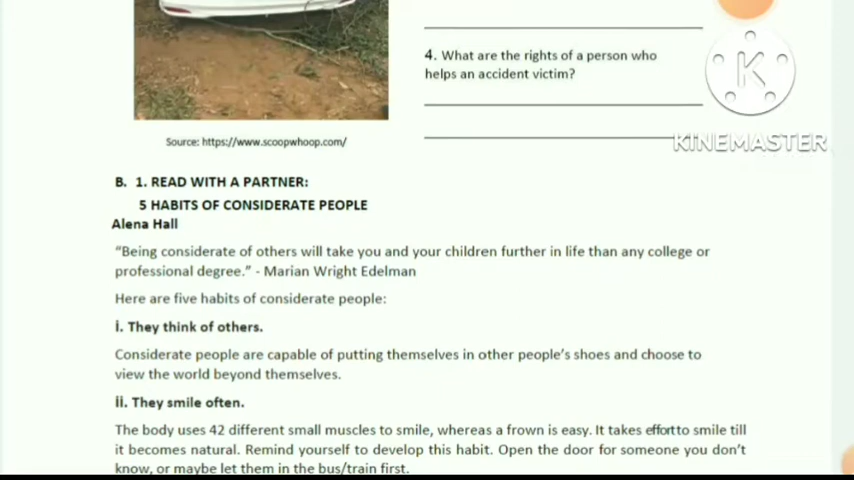 4. What are the rights of a person who
helps an accident victim?
KINEMASTER
Source: https://www.scoopwhoop.com/
B. 1. READ WITH A PARTNER:
5 HABITS OF CONSIDERATE PEOPLE
Alena Hall
“Being considerate of others will take you and your children further in life than any college or
professional degree.” - Marian Wright Edelman
Here are five habits of considerate people:
i. They think of others.
Considerate people are capable of putting themselves in other people’s shoes and choose to
view the world beyond themselves.
ii. They smile often.
The body uses 42 different small muscles to smile, whereas a frown is easy. It takes effort to smile till
it becomes natural. Remind yourself to develop this habit. Open the door for someone you don’t
know, or maybe let them in the bus/train first.